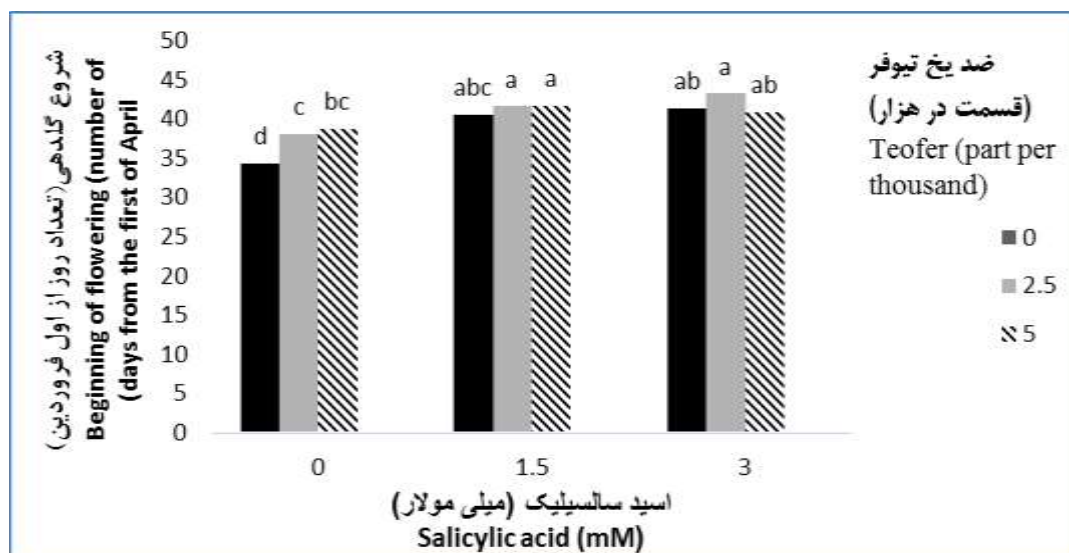 شروع گلدهی (تعداد روز از اول فروردین)
Beginning of flowering (number of
(days from the first of April
50
45
40
35
30
25
20
15
10
5
0
d
c
bc
abc
a
a
ab
a
ab
0
1.5
3
اسید سالسیلیک (میلی مولار)
Salicylic acid (mM)
ضد یخ تیوفر
(قسمت در هزار)
Teofer (part per
thousand)
0
2.5
5